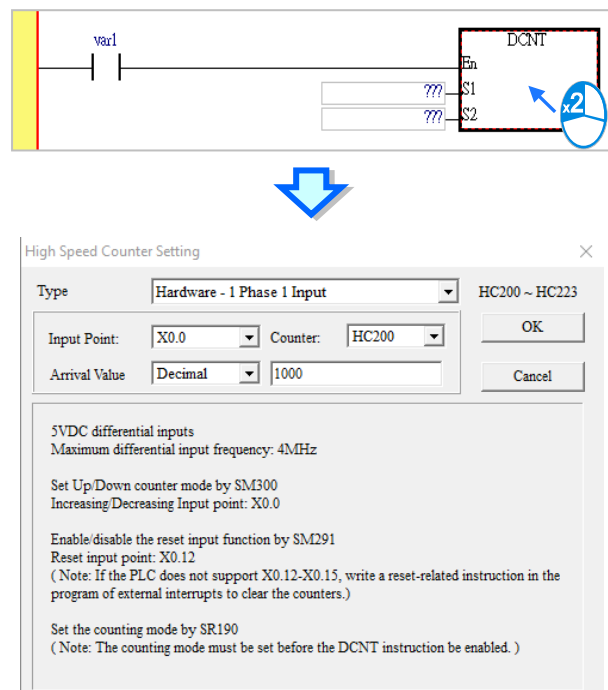 var1
DCNT
En
??? S1
??? S2
x2
High Speed Counter Setting
Type Hardware - 1 Phase 1 Input HC200 ~ HC223
Input Point: X0.0 Counter: HC200 OK
Arrival Value Decimal 1000 Cancel
5VDC differential inputs
Maximum differential input frequency: 4MHz
Set Up/Down counter mode by SM300
Increasing/Decreasing Input point: X0.0
Enable/disable the reset input function by SM291
Reset input point: X0.12
( Note: If the PLC does not support X0.12-X0.15, write a reset-related instruction in the
program of external interrupts to clear the counters.)
Set the counting mode by SR190
( Note: The counting mode must be set before the DCNT instruction be enabled. )